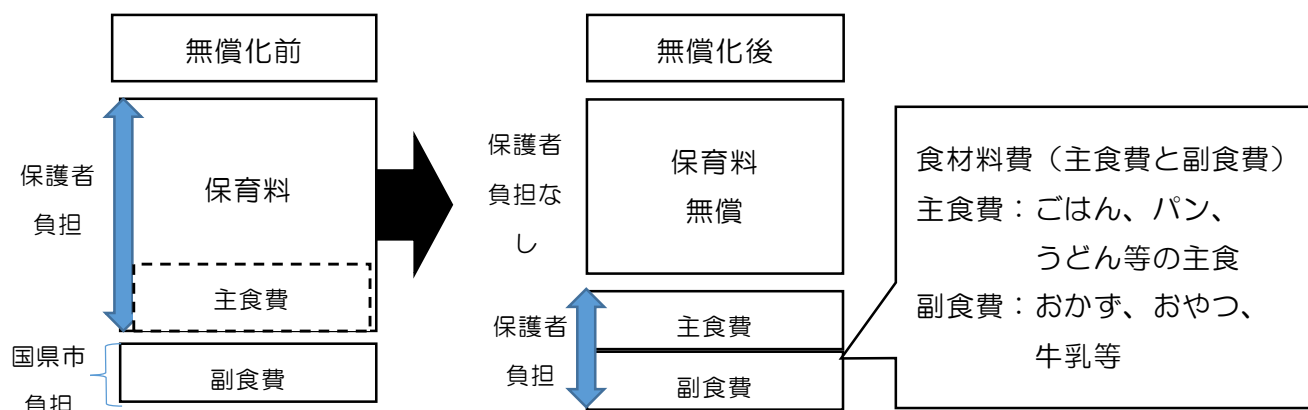 無償化前
保護者
負担
保育料
主食費
国県市
負担
副食費
無償化後
保護者
負担な
し
保育料
無償
保護者
負担
主食費
副食費
食材料費（主食費と副食費）
主食費：ごはん、パン、
うどん等の主食
副食費：おかず、おやつ、
牛乳等